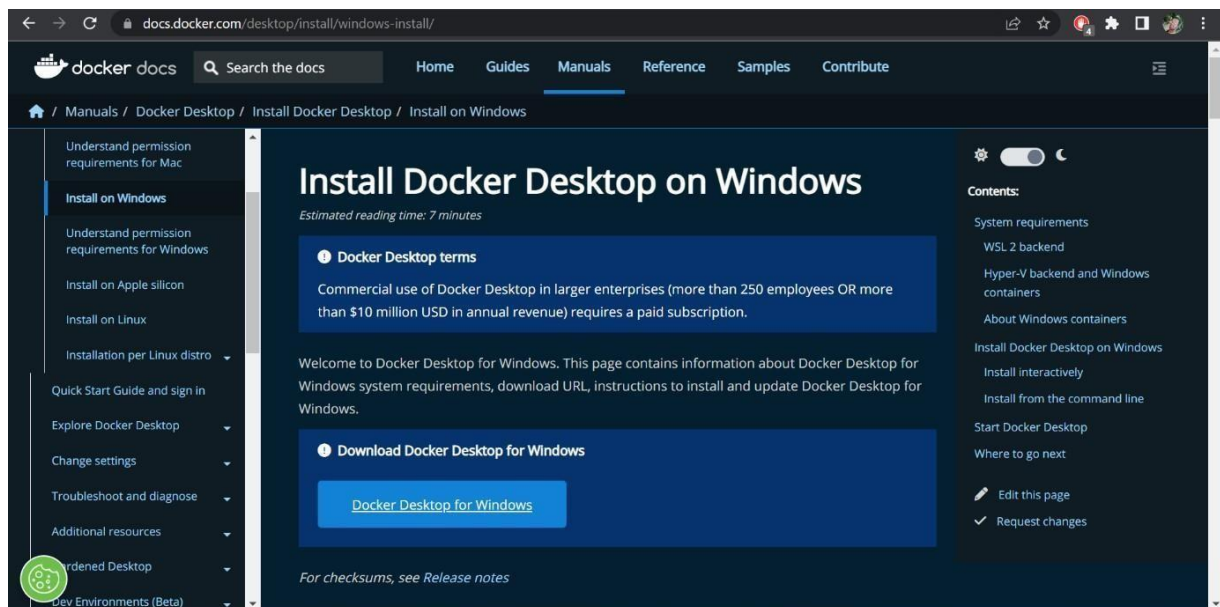 docs.docker.com/desktop/install/windows-install/
4
docker docs
Search the docs
Home Guides Manuals Reference Samples Contribute
/ Manuals / Docker Desktop / Install Docker Desktop / Install on Windows
Understand permission
requirements for Mac
Install on Windows
Understand permission
requirements for Windows
Install on Apple silicon
Install on Linux
Installation per Linux distro
Quick Start Guide and sign in
Explore Docker Desktop
Change settings
Troubleshoot and diagnose
Additional resources
rdened Desktop
Dev Environments (Beta)
Install Docker Desktop on Windows
Estimated reading time: 7 minutes
Docker Desktop terms
Commercial use of Docker Desktop in larger enterprises (more than 250 employees OR more
than $10 million USD in annual revenue) requires a paid subscription.
Welcome to Docker Desktop for Windows. This page contains information about Docker Desktop for
Windows system requirements, download URL, instructions to install and update Docker Desktop for
Windows.
Download Docker Desktop for Windows
Docker Desktop for Windows
For checksums, see Release notes
Contents:
System requirements
WSL 2 backend
Hyper-V backend and Windows
containers
About Windows containers
Install Docker Desktop on Windows
Install interactively
Install from the command line
Start Docker Desktop
Where to go next
Edit this page
Request changes